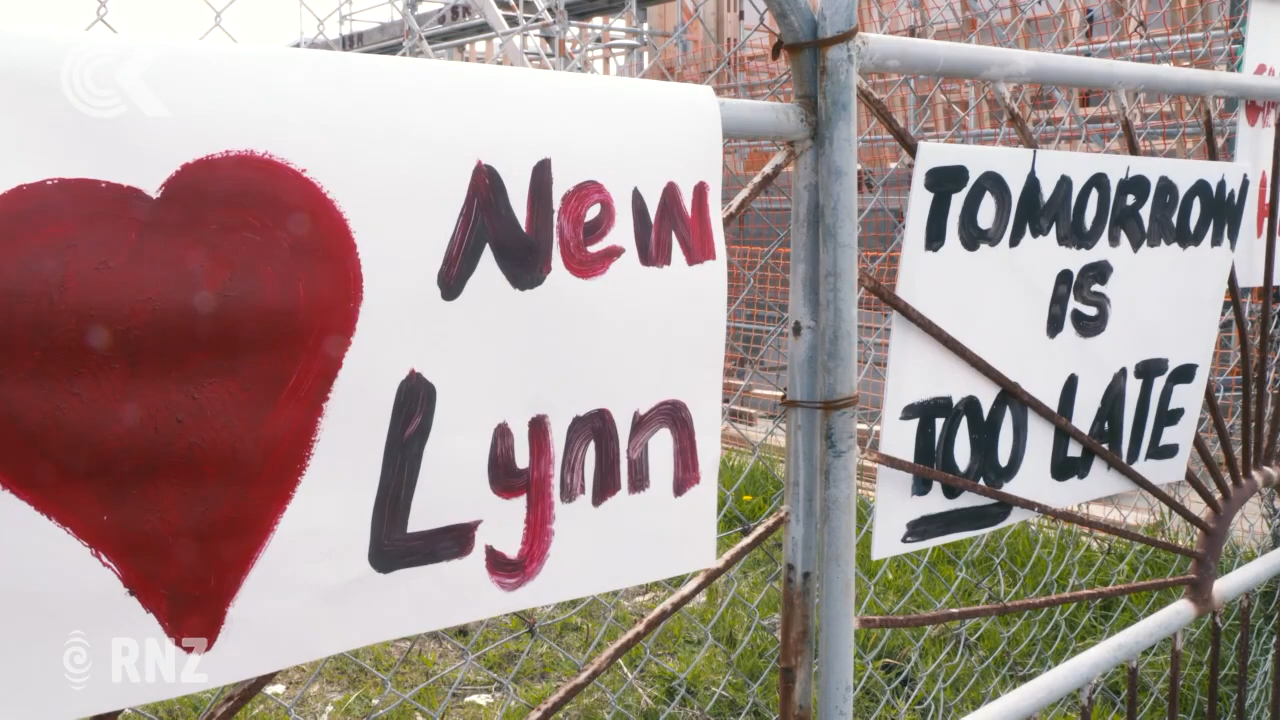 New
Lynn
TOMORROW
IS
TOO LATE
RNZ